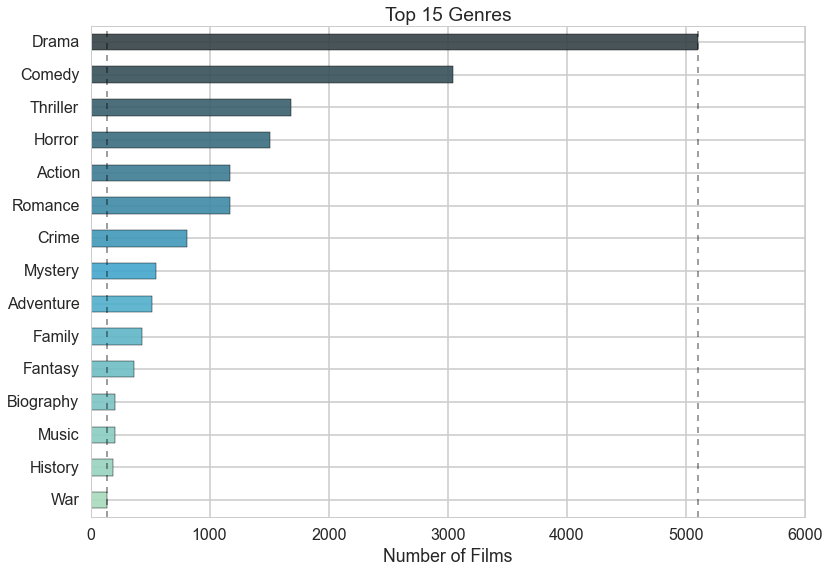 Top 15 Genres
Drama
Comedy
Thriller
Horror
Action
Romance
Crime
Mystery
Adventure
Family
Fantasy
Biography
Music
History
War
0 1000 2000 3000 4000 5000 6000
Number of Films